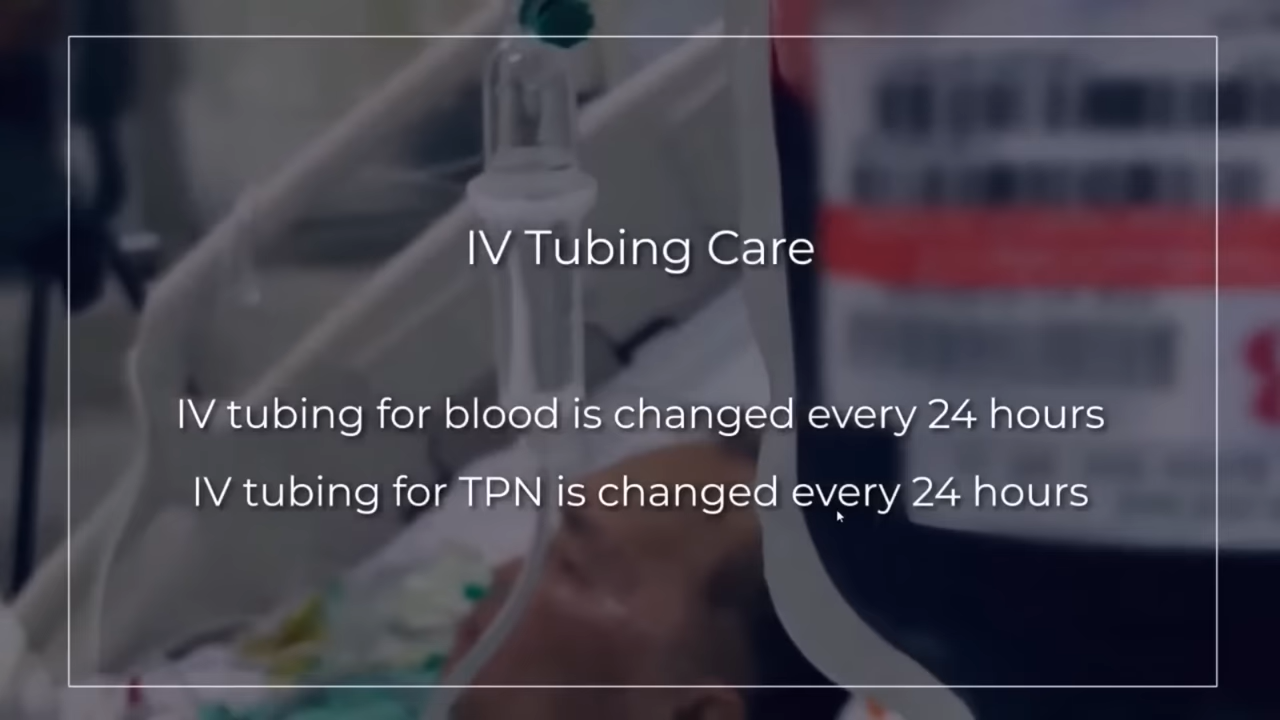 IV Tubing Care
IV tubing for blood is changed every 24 hours
IV tubing for TPN is changed every 24 hours